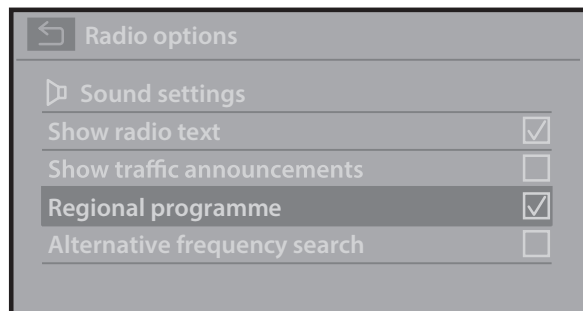 Radio options
Sound settings
Show radio text
Show traffic announcements
Regional programme
Alternative frequency search